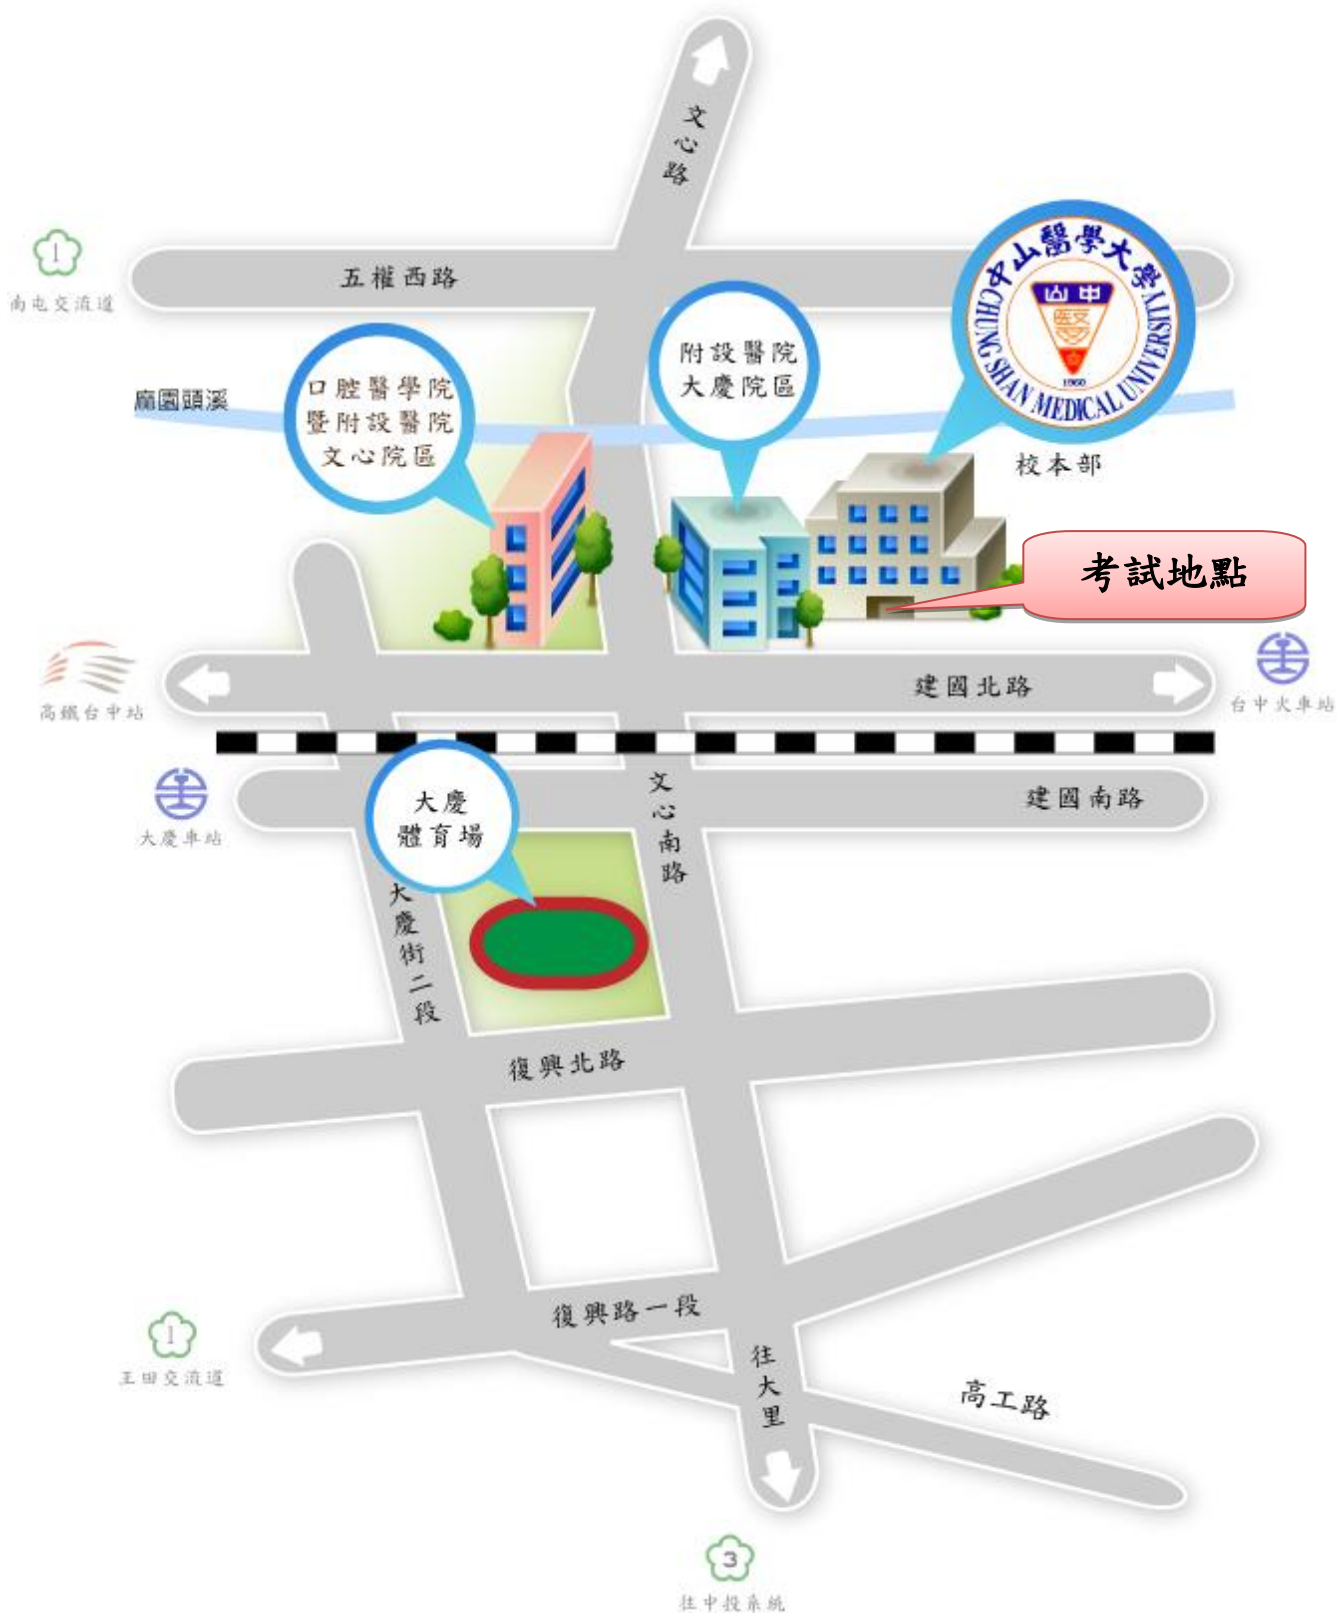 文心路
1
南屯交流道
五權西路
中山醫學大學
CHUNG SHAN MEDICAL UNIVERSITY
山中
1960
校本部
附設醫院
大慶院區
口腔醫學院
暨附設醫院
文心院區
麻園頭溪
考試地點
高鐵台中站
建國北路
台中火車站
大慶車站
建國南路
大慶
體育場
文心南路
大慶街二段
復興北路
復興路一段
1
王田交流道
往大里
高工路
3
往中投系統